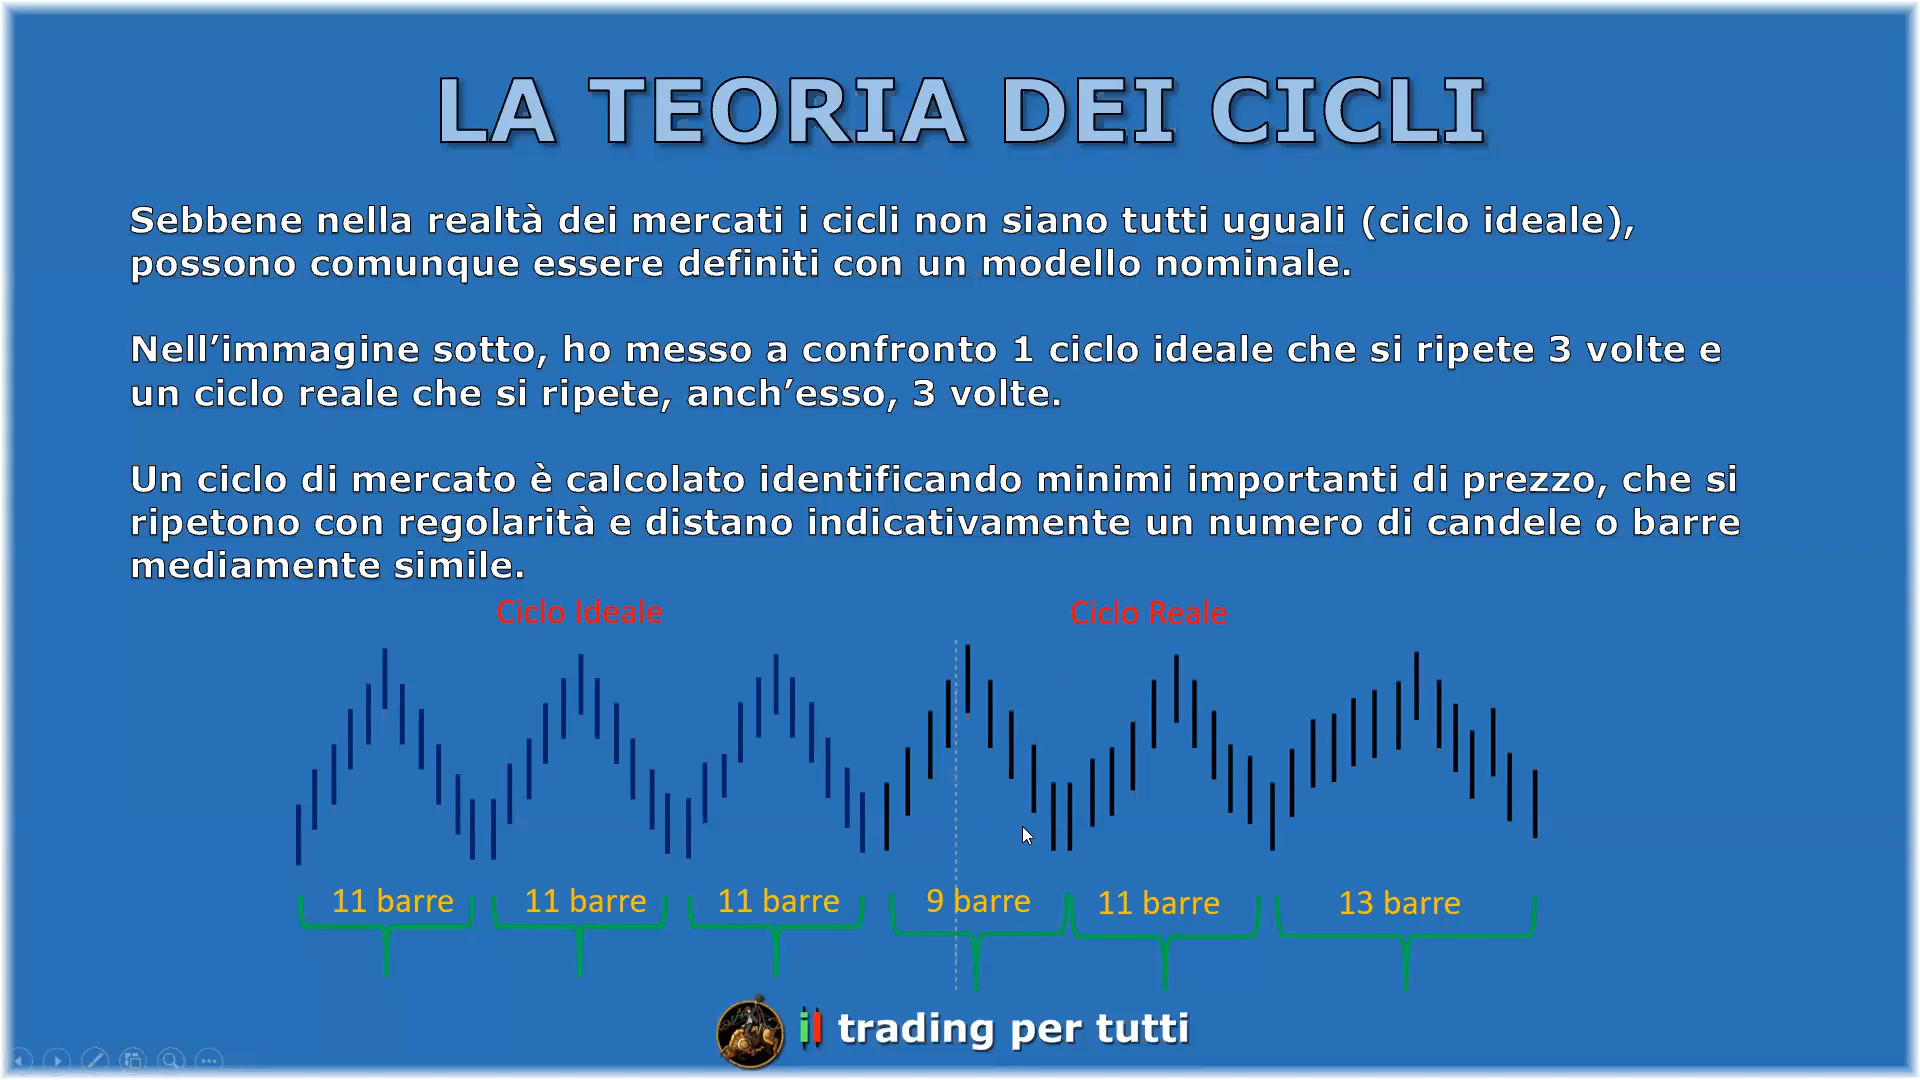 LA TEORIA DEI CICLI
Sebbene nella realtà dei mercati i cicli non siano tutti uguali (ciclo ideale),
possono comunque essere definiti con un modello nominale.
Nell’immagine sotto, ho messo a confronto 1 ciclo ideale che si ripete 3 volte e
un ciclo reale che si ripete, anch’esso, 3 volte.
Un ciclo di mercato è calcolato identificando minimi importanti di prezzo, che si
ripetono con regolarità e distano indicativamente un numero di candele o barre
mediamente simile.
Ciclo Ideale
Ciclo Reale
11 barre
11 barre
11 barre
9 barre
11 barre
13 barre
il trading per tutti